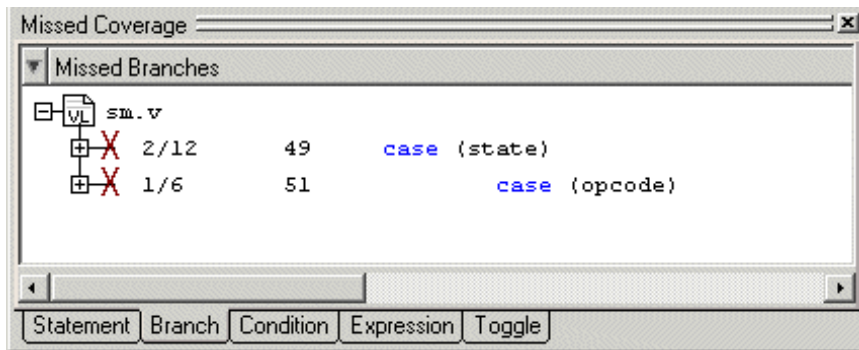 Missed Coverage
Missed Branches
VL sm.v
2/12 49 case (state)
1/6 51 case (opcode)
Statement Branch Condition Expression Toggle